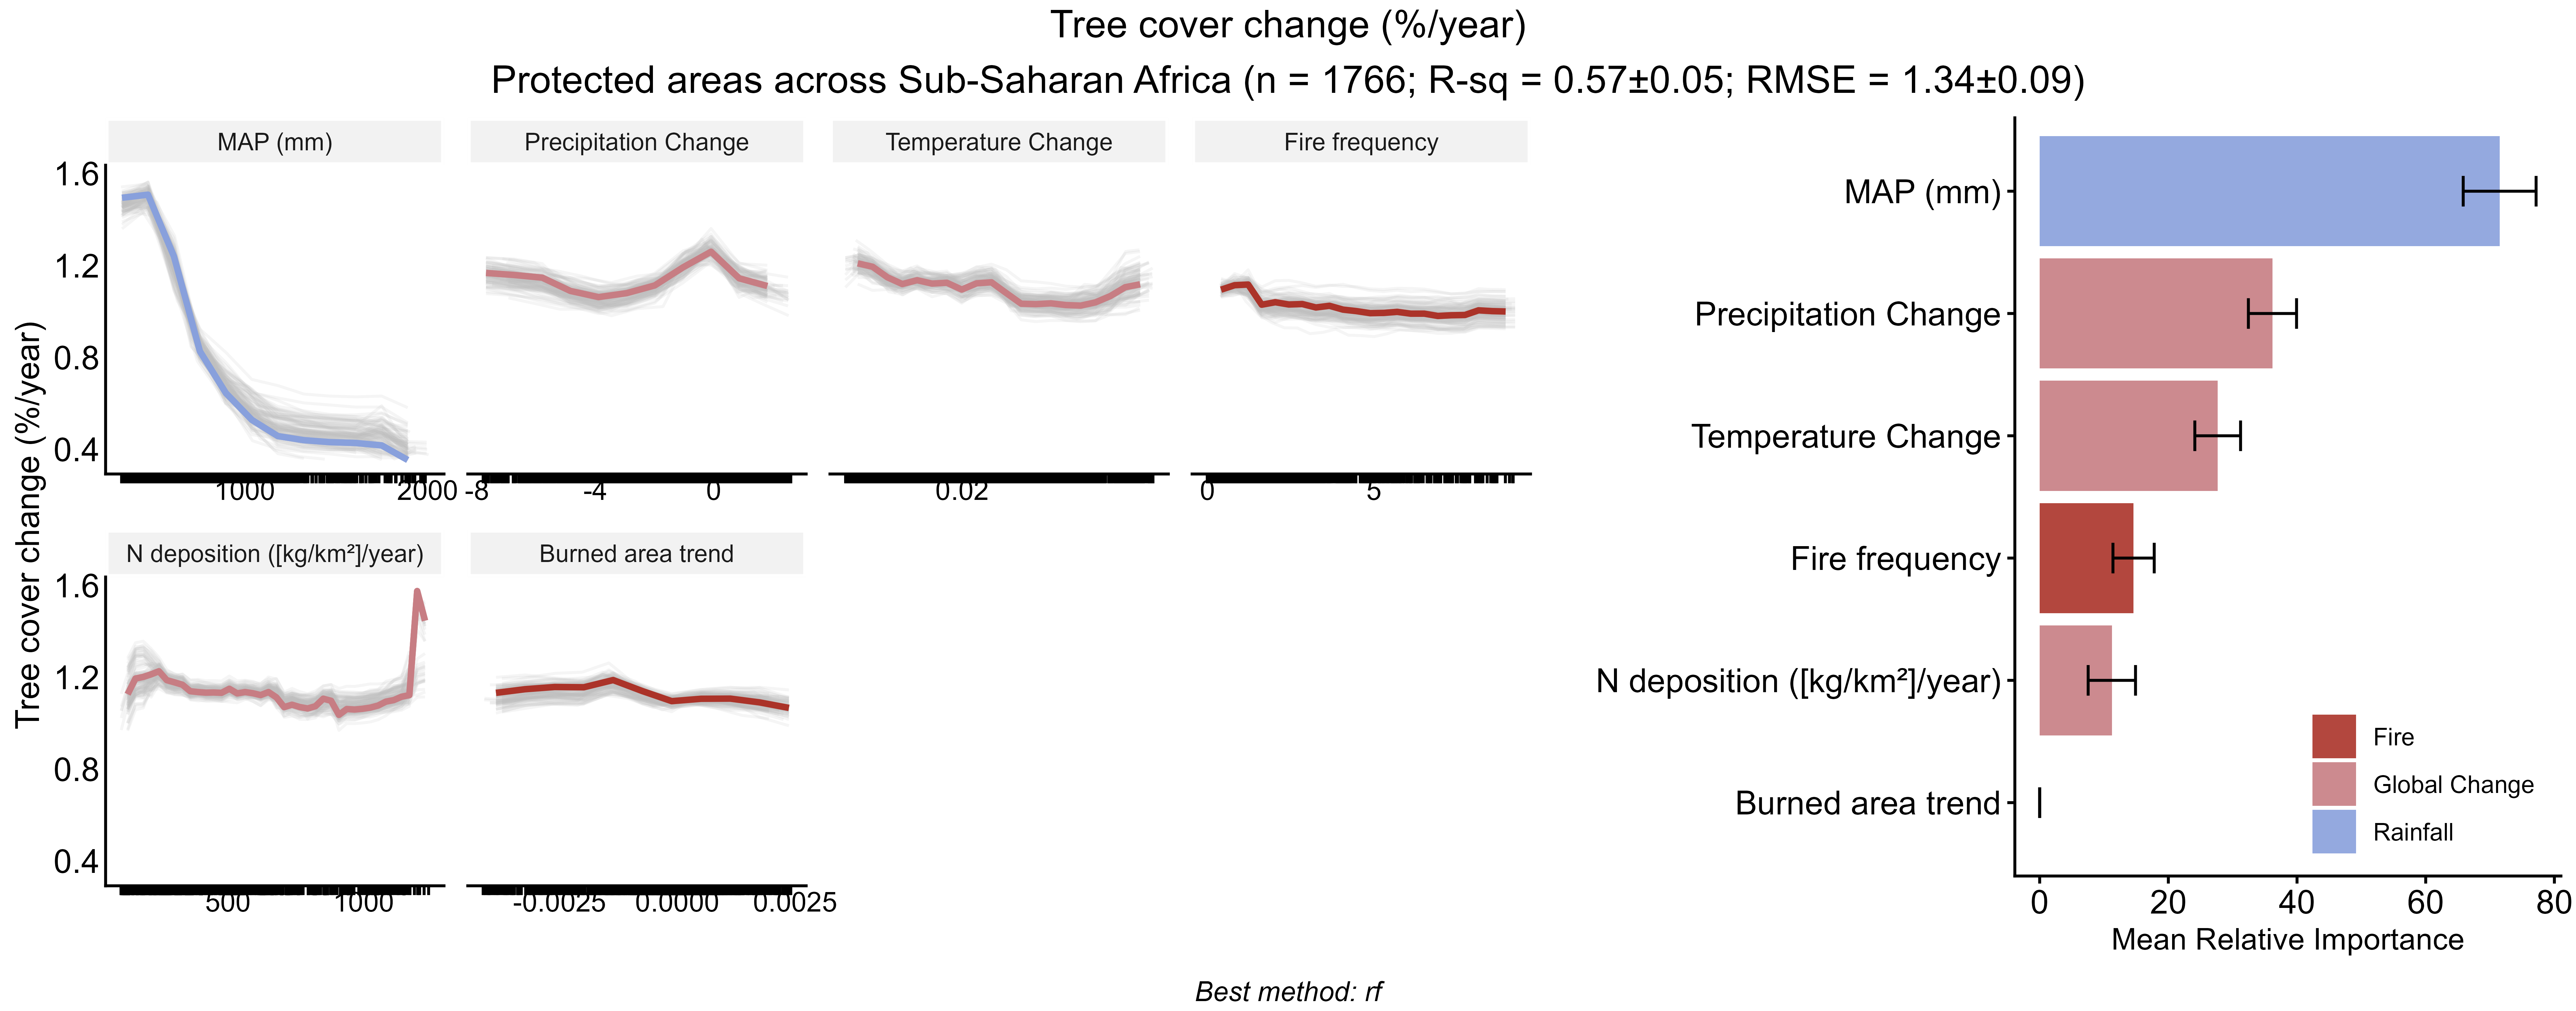 Tree cover change (%/year)
Protected areas across Sub-Saharan Africa (n = 1766; R-sq = 0.57±0.05; RMSE = 1.34±0.09)
Tree cover change (%/year)
MAP (mm)
1.6
1.2
0.8
0.4
1000
2000
Precipitation Change
-8
-4
0
Temperature Change
0.02
Fire frequency
0
5
N deposition ([kg/km²]/year)
1.6
1.2
0.8
0.4
500
1000
Burned area trend
-0.0025
0.0000
0.0025
MAP (mm)
Precipitation Change
Temperature Change
Fire frequency
N deposition ([kg/km²]/year)
Burned area trend
Fire
Global Change
Rainfall
0
20
40
60
80
Mean Relative Importance
Best method: rf